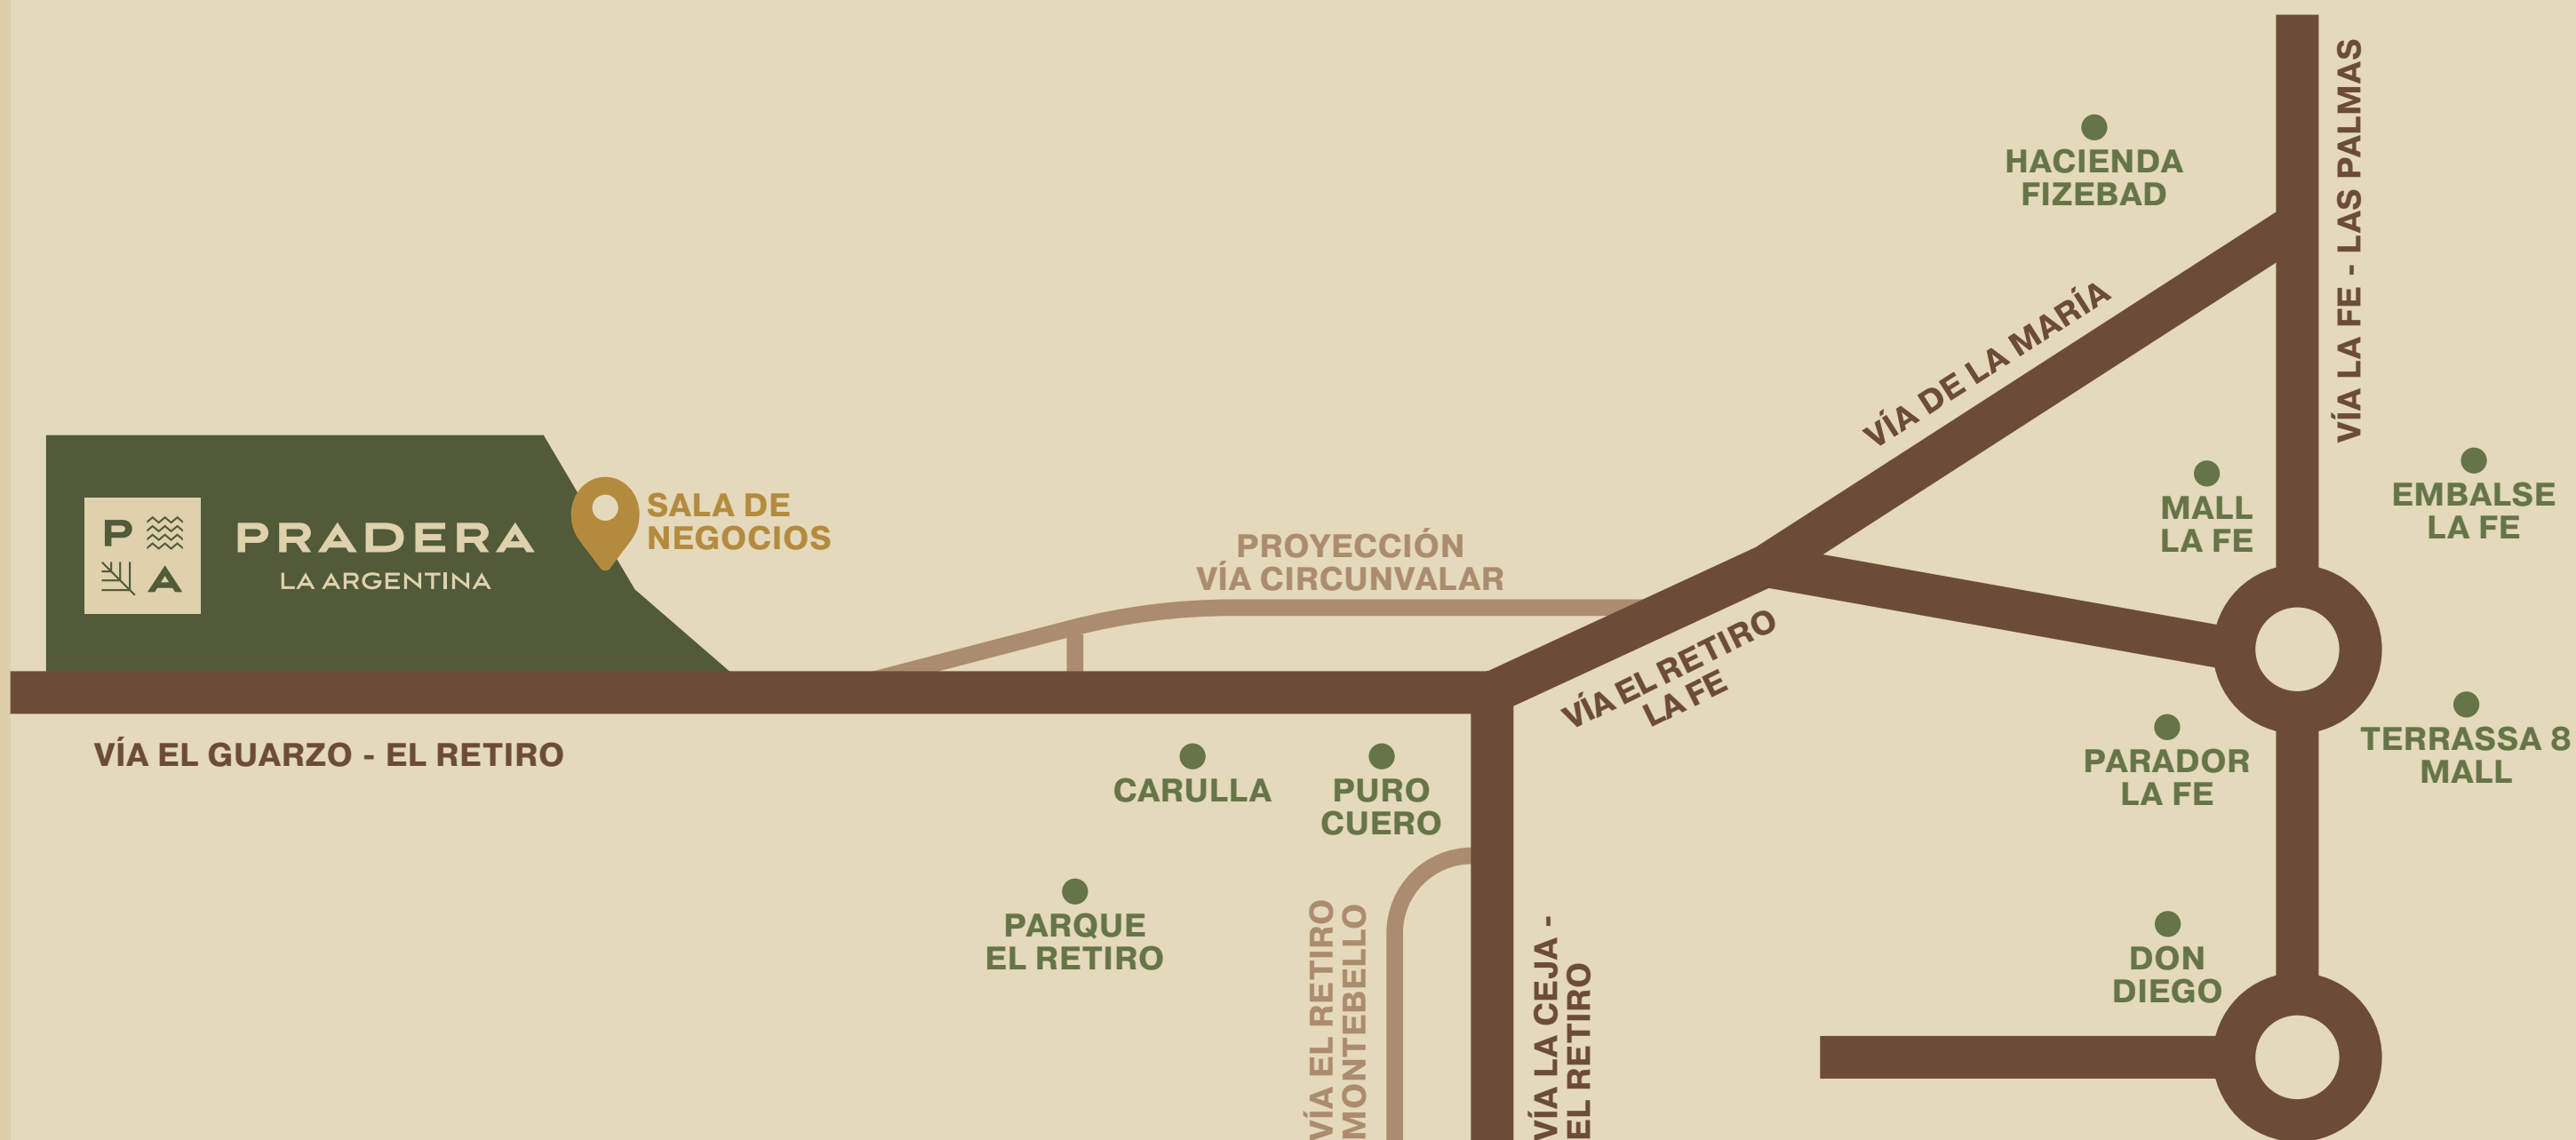 HACIENDA
FIZEBAD
VÍA LA FE - LAS PALMAS
VÍA DE LA MARÍA
MALL
LA FE
EMBALSE
LA FE
P
A
PRADERA
LA ARGENTINA
SALA DE
NEGOCIOS
PROYECCIÓN
VÍA CIRCUNVALAR
VÍA EL RETIRO
LA FE
VÍA EL GUARZO - EL RETIRO
CARULLA
PURO
CUERO
PARADOR
LA FE
TERRASSA 8
MALL
PARQUE
EL RETIRO
VÍA EL RETIRO
MONTEBELLO
VÍA LA CEJA -
EL RETIRO
DON
DIEGO